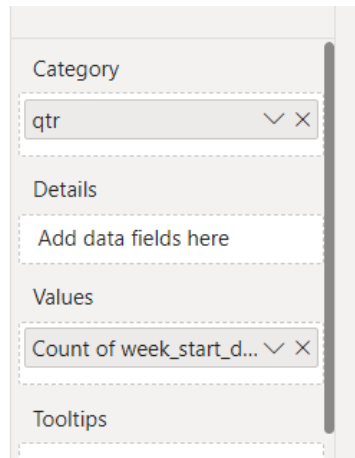 Category
qtr
Details
Add data fields here
Values
Count of week_start_d...
Tooltips